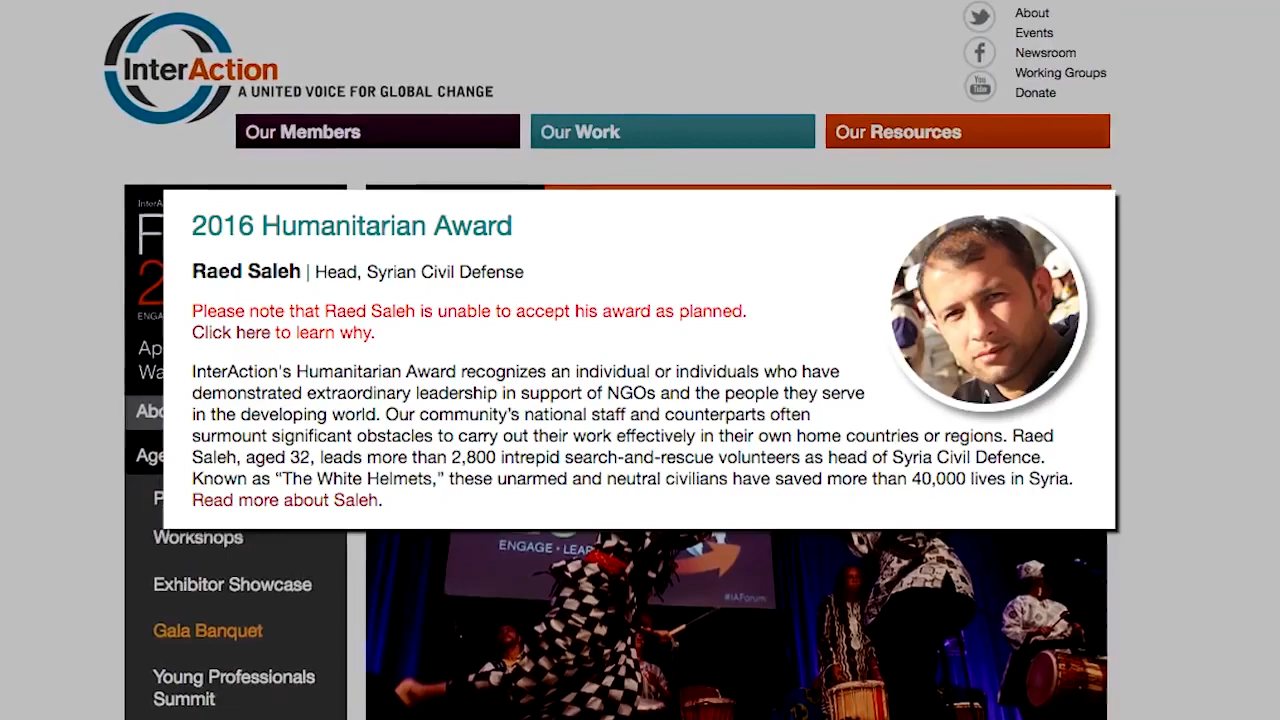 InterAction
A UNITED VOICE FOR GLOBAL CHANGE
You
Tube
About
Events
Newsroom
Working Groups
Donate
Our Members
Our Work
Our Resources
2016 Humanitarian Award
Raed Saleh | Head, Syrian Civil Defense
Please note that Raed Saleh is unable to accept his award as planned.
Click here to learn why.
InterAction's Humanitarian Award recognizes an individual or individuals who have
demonstrated extraordinary leadership in support of NGOs and the people they serve
in the developing world. Our community's national staff and counterparts often
surmount significant obstacles to carry out their work effectively in their own home countries or regions. Raed
Saleh, aged 32, leads more than 2,800 intrepid search-and-rescue volunteers as head of Syria Civil Defence.
Known as “The White Helmets,” these unarmed and neutral civilians have saved more than 40,000 lives in Syria.
Read more about Saleh.
Workshops
Exhibitor Showcase
Gala Banquet
Young Professionals
Summit
ENGAGE • LEAR
#IAForum